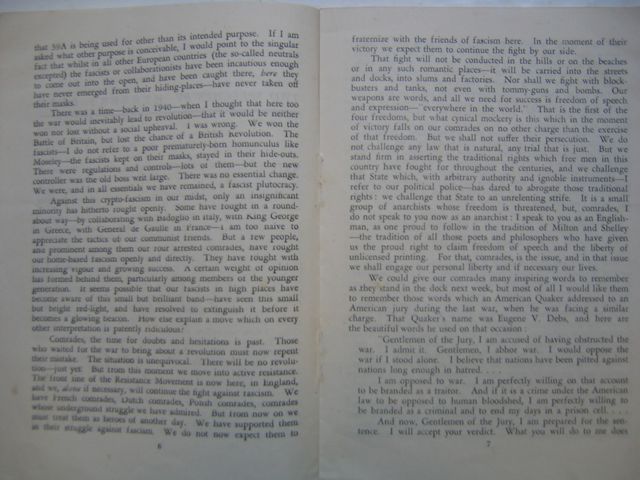 that 39A is being used for other than its intended purpose. If I am
asked what other purpose is conceivable, I would point to the singular
fact that whilst in all other European countries (the so-called neutrals
excepted) the fascists or collaborationists have been incautious enough
to come out into the open, and have been caught there, here they
have never emerged from their hiding-places—have never taken off
their masks.
There was a time—back in 1940—when I thought that here too
the war would inevitably lead to revolution—that it would be neither
won nor lost without a social upheaval. I was wrong. We won the
Battle of Britain, but lost the chance of a British Revolution. The
fascists—I do not refer to a poor prematurely-born homunculus like
Moseley—the fascists kept on their masks, stayed in their hide-outs.
There were regulations and controls—lots of them—but the new
controller was the old boss writ large. There was no essential change.
We were, and in all essentials we have remained, a fascist plutocracy.
Against this crypto-fascism in our midst, only an insignificant
minority has hitherto fought openly. Some have fought in a round-
about way—by collaborating with Badoglio in Italy, with King George
in Greece, with General de Gaulle in France—I am too naive to
appreciate the tactics of our communist friends. But a few people,
and prominent among them our four arrested comrades, have fought
our home-based fascism openly and directly. They have fought with
increasing vigour and growing success. A certain weight of opinion
has formed behind them, particularly among members of the younger
generation. It seems possible that our fascists in high places have
become aware of this small but brilliant band—have seen this small
but bright red-light, and have resolved to extinguish it before it
becomes a glowing beacon. How else explain a move which on every
other interpretation is patently ridiculous?
Comrades, the time for doubts and hesitations is past. Those
who waited for the war to bring about a revolution must now repent
their mistake. The situation is unequivocal. There will be no revolu-
tion—just yet. But from this moment we move into active resistance.
The front line of the Resistance Movement is now here, in England,
and we, alone if necessary, will continue the fight against fascism. We
have French comrades, Dutch comrades, Polish comrades, comrades
whose underground struggle we have admired. But from now on we
must treat them as heroes of another day. We have supported them
in their struggle against fascism. We do not now expect them to
6
fraternize with the friends of fascism here. In the moment of their
victory we expect them to continue the fight by our side.
That fight will not be conducted in the hills or on the beaches
or in any such romantic places—it will be carried into the streets
and docks, into slums and factories. Nor shall we fight with block-
busters and tanks, not even with tommy-guns and bombs. Our
weapons are words, and all we need for success is freedom of speech
and expression—"everywhere in the world." That is the first of the
four freedoms, but what cynical mockery is this which in the moment
of victory falls on our comrades on no other charge than the exercise
of that freedom. But we shall not suffer their persecution. We do
not challenge any law that is natural, any trial that is just. But we
stand firm in asserting the traditional rights which free men in this
country have fought for throughout the centuries, and we challenge
that State which, with arbitrary authority and ignoble instruments—I
refer to our political police—has dared to abrogate those traditional
rights: we challenge that State to an unrelenting strife. It is a small
group of anarchists whose freedom is threatened, but, comrades, I
do not speak to you now as an anarchist: I speak to you as an English-
man, as one proud to follow in the tradition of Milton and Shelley
—the tradition of all those poets and philosophers who have given
us the proud right to claim freedom of speech and the liberty of
unlicensed printing. For that, comrades, is the issue, and in that issue
we shall engage our personal liberty and if necessary our lives.
We could give our comrades many inspiring words to remember
as they stand in the dock next week, but most of all I would like them
to remember those words which an American Quaker addressed to an
American jury during the last war, when he was facing a similar
charge. That Quaker's name was Eugene V. Debs, and here are
the beautiful words he used on that occasion:
"Gentlemen of the Jury, I am accused of having obstructed the
war. I admit it. Gentlemen, I abhor war. I would oppose the
war if I stood alone. I believe that nations have been pitted against
nations long enough in hatred. . . .
I am opposed to war. I am perfectly willing on that account
to be branded as a traitor. And if it is a crime under the American
law to be opposed to human bloodshed, I am perfectly willing to
be branded as a criminal and to end my days in a prison cell. . . .
And now, Gentlemen of the Jury, I am prepared for the sen-
tence. I will accept your verdict. What you will do to me does
7